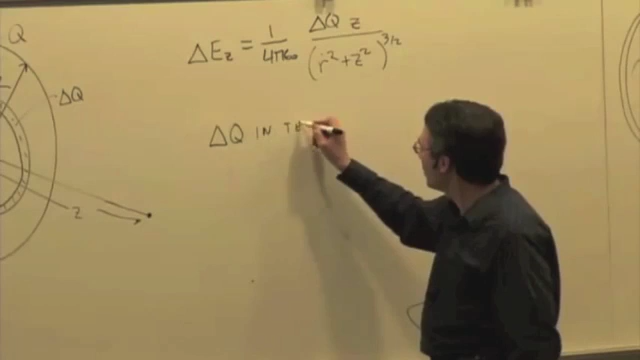 Q
ΔE_z = 1/4πε₀ ΔQ z/(r²+z²)^3/2
ΔQ
ΔQ IN TE
z